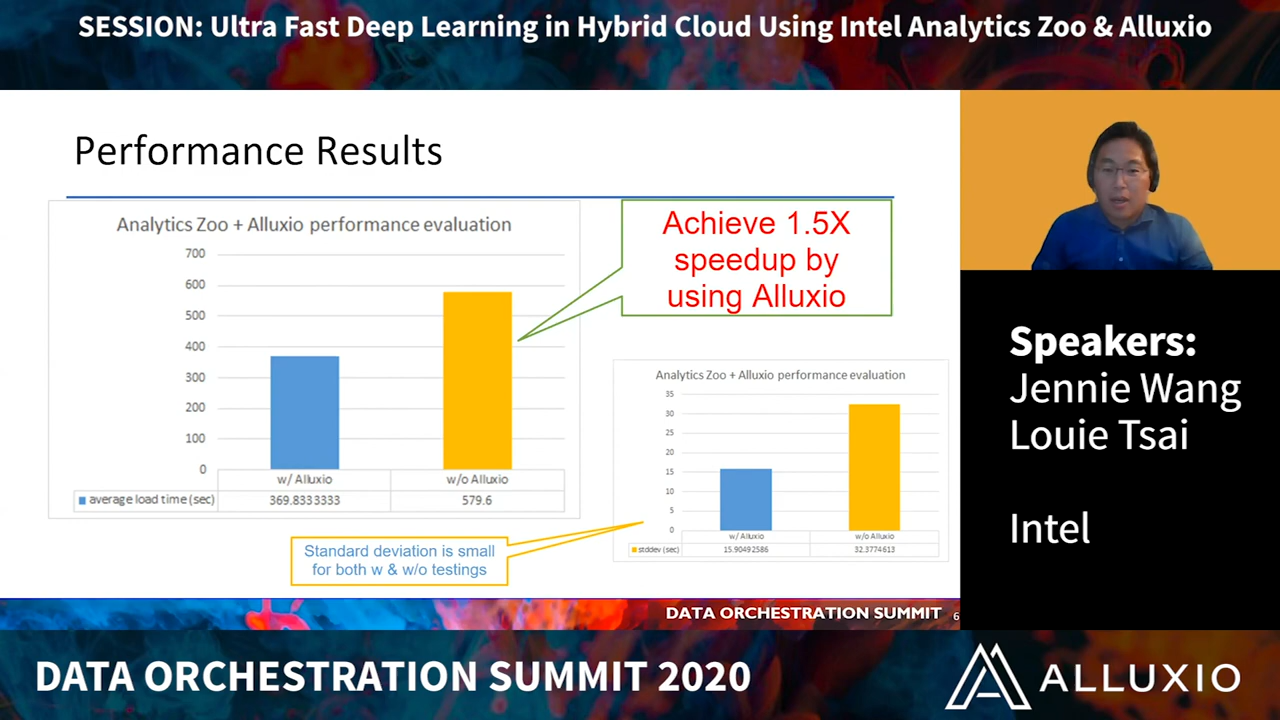 SESSION: Ultra Fast Deep Learning in Hybrid Cloud Using Intel Analytics Zoo & Alluxio
Performance Results
Analytics Zoo + Alluxio performance evaluation
700
600
500
400
300
200
100
0
w/ Alluxio
w/o Alluxio
average load time (sec)
369.8333333
579.6
Achieve 1.5X
speedup by
using Alluxio
Analytics Zoo + Alluxio performance evaluation
35
30
25
20
15
10
5
0
w/ Alluxio
w/o Alluxio
stddev (sec)
15.90492586
32.3774613
Standard deviation is small
for both w & w/o testings
DATA ORCHESTRATION SUMMIT
6
Speakers:
Jennie Wang
Louie Tsai
Intel
DATA ORCHESTRATION SUMMIT 2020
ALLUXIO